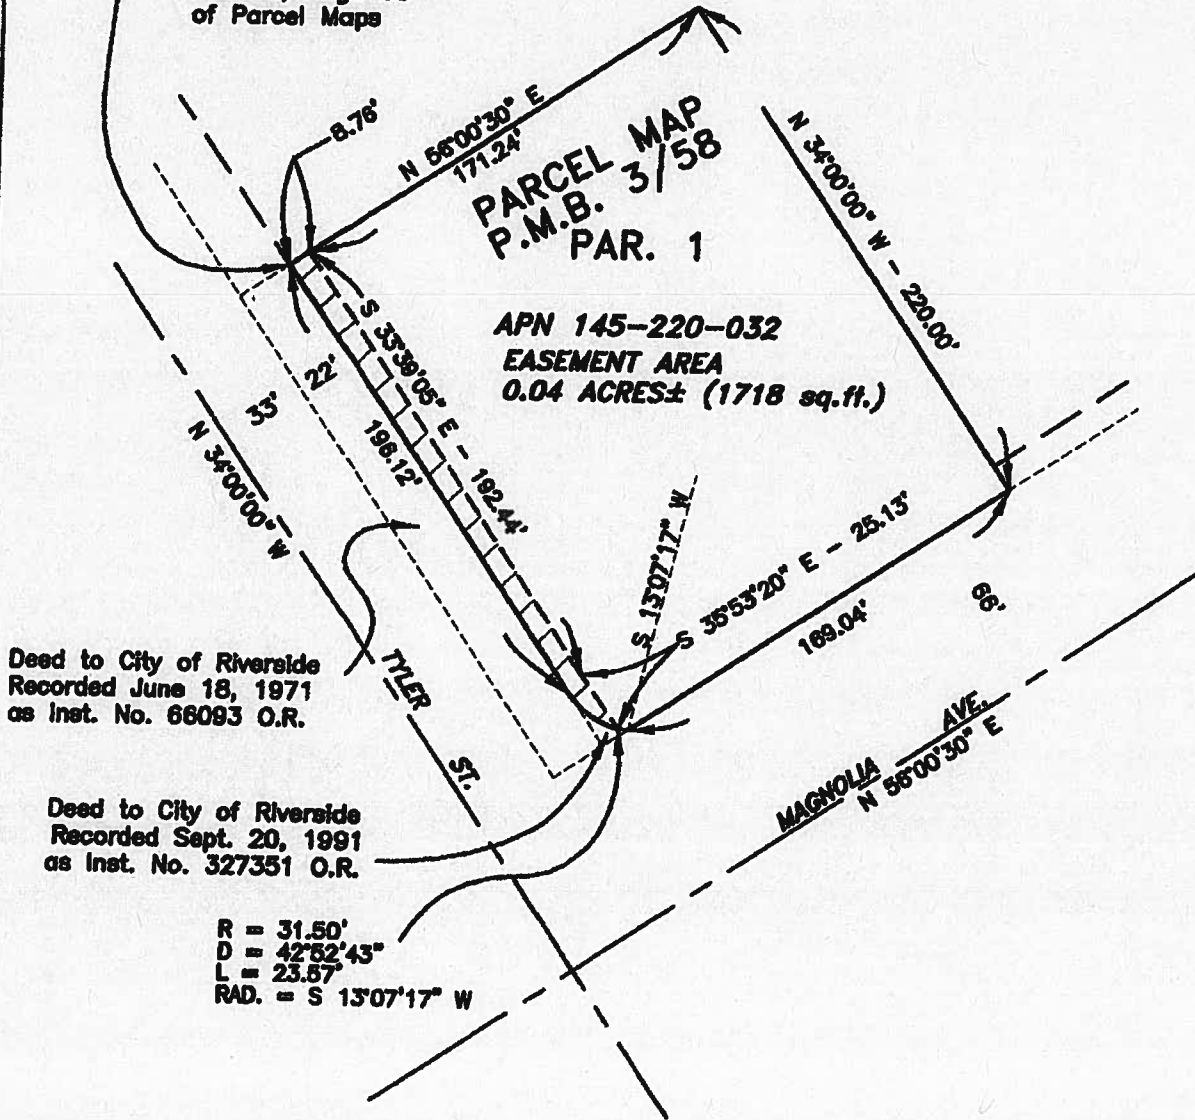 of Parcel Maps
8.76'
N 56°00'30" E
171.24'
PARCEL MAP
P.M.B. 3/58
PAR. 1
N 34°00'00" W - 220.00'
APN 145-220-032
EASEMENT AREA
0.04 ACRES± (1718 sq.ft.)
S 33°39'05" E - 192.44'
22'
33'
196.12'
N 34°00'00" W
S 13°07'17" W
S 35°53'20" E - 25.13'
169.04'
66'
Deed to City of Riverside
Recorded June 18, 1971
as Inst. No. 66093 O.R.
TYLER ST.
MAGNOLIA AVE.
N 56°00'30" E
Deed to City of Riverside
Recorded Sept. 20, 1991
as Inst. No. 327351 O.R.
R = 31.50'
D = 42°52'43"
L = 23.57'
RAD. = S 13°07'17" W